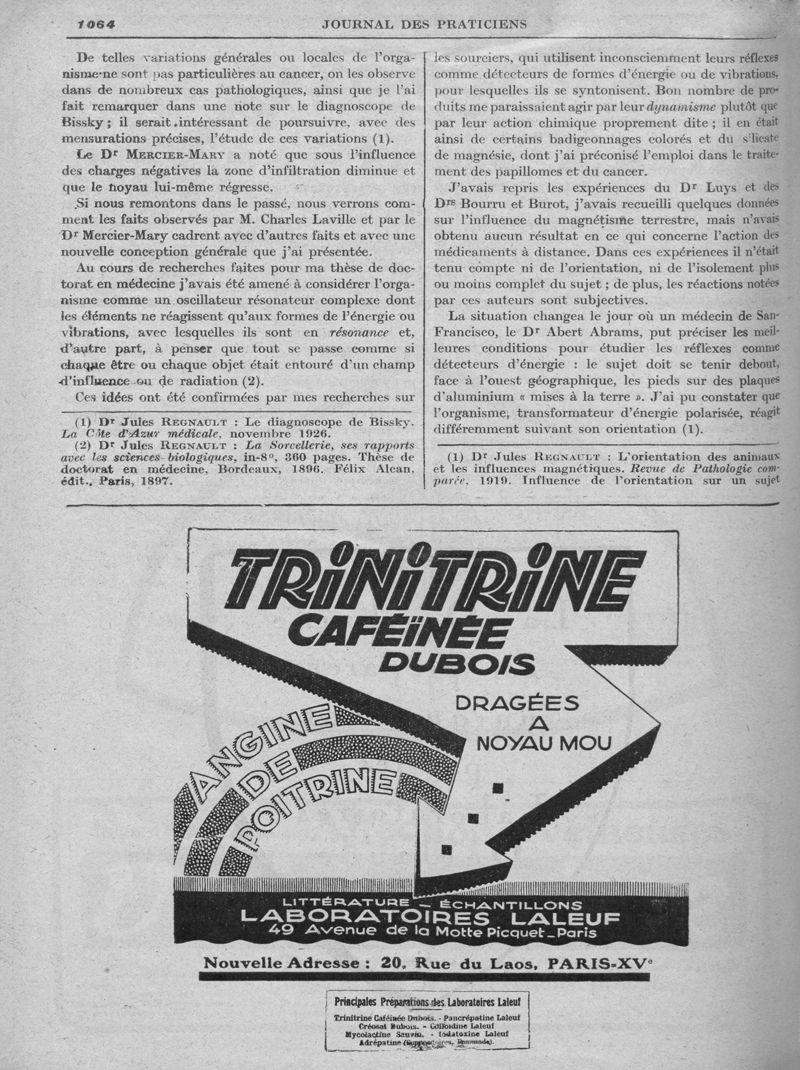 1064
JOURNAL DES PRATICIENS
De telles variations générales ou locales de l'orga-
nisme ne sont pas particulières au cancer, on les observe
dans de nombreux cas pathologiques, ainsi que je l'ai
fait remarquer dans une note sur le diagnoscope de
Bissky ; il serait intéressant de poursuivre, avec des
mensurations précises, l'étude de ces variations (1).
Le Dr MERCIER-MARY a noté que sous l'influence
des charges négatives la zone d'infiltration diminue et
que le noyau lui-même régresse.
Si nous remontons dans le passé, nous verrons com-
ment les faits observés par M. Charles Laville et par le
Dr Mercier-Mary cadrent avec d'autres faits et avec une
nouvelle conception générale que j'ai présentée.
Au cours de recherches faites pour ma thèse de doc-
torat en médecine j'avais été amené à considérer l'orga-
nisme comme un oscillateur résonateur complexe dont
les éléments ne réagissent qu'aux formes de l'énergie ou
vibrations, avec lesquelles ils sont en résonance et,
d'autre part, à penser que tout se passe comme si
chaque être ou chaque objet était entouré d'un champ
d'influence ou de radiation (2).
Ces idées ont été confirmées par mes recherches sur
(1) Dr Jules REGNAULT : Le diagnoscope de Bissky.
La Côte d'Azur médicale, novembre 1926.
(2) Dr Jules REGNAULT : La Sorcellerie, ses rapports
avec les sciences biologiques, in-8o, 360 pages. Thèse de
doctorat en médecine, Bordeaux, 1896. Félix Alcan,
édit., Paris, 1897.
les sourciers, qui utilisent inconsciemment leurs réflexes
comme détecteurs de formes d'énergie ou de vibrations,
pour lesquelles ils se syntonisent. Bon nombre de pro-
duits me paraissaient agir par leur dynamisme plutôt que
par leur action chimique proprement dite ; il en était
ainsi de certains badigeonnages colorés et du silicate
de magnésie, dont j'ai préconisé l'emploi dans le traite-
ment des papillomes et du cancer.
J'avais repris les expériences du Dr Luys et des
Drs Bourru et Burot, j'avais recueilli quelques données
sur l'influence du magnétisme terrestre, mais n'avais
obtenu aucun résultat en ce qui concerne l'action des
médicaments à distance. Dans ces expériences il n'était
tenu compte ni de l'orientation, ni de l'isolement plus
ou moins complet du sujet ; de plus, les réactions notées
par ces auteurs sont subjectives.
La situation changea le jour où un médecin de San-
Francisco, le Dr Abert Abrams, put préciser les meil-
leures conditions pour étudier les réflexes comme
détecteurs d'énergie : le sujet doit se tenir debout,
face à l'ouest géographique, les pieds sur des plaques
d'aluminium « mises à la terre ». J'ai pu constater que
l'organisme, transformateur d'énergie polarisée, réagit
différemment suivant son orientation (1).
(1) Dr Jules REGNAULT : L'orientation des animaux
et les influences magnétiques. Revue de Pathologie com-
parée, 1919. Influence de l'orientation sur un sujet
TRINITRINE
CAFÉÏNÉE
DUBOIS
DRAGÉES
A
NOYAU MOU
ANGINE
DE
POITRINE
LITTÉRATURE _ ÉCHANTILLONS
LABORATOIRES LALEUF
49 Avenue de la Motte Picquet_Paris
Nouvelle Adresse : 20, Rue du Laos, PARIS-XVe
Principales Préparations des Laboratoires Laleuf
Trinitrine Caféinée Dubois. - Pancrépatine Laleuf
Créosal Dubois. - Colloïdine Laleuf
Mycolactine Sauvin. - Iodatoxine Laleuf
Adrépatine (Suppositoires, Pommade).